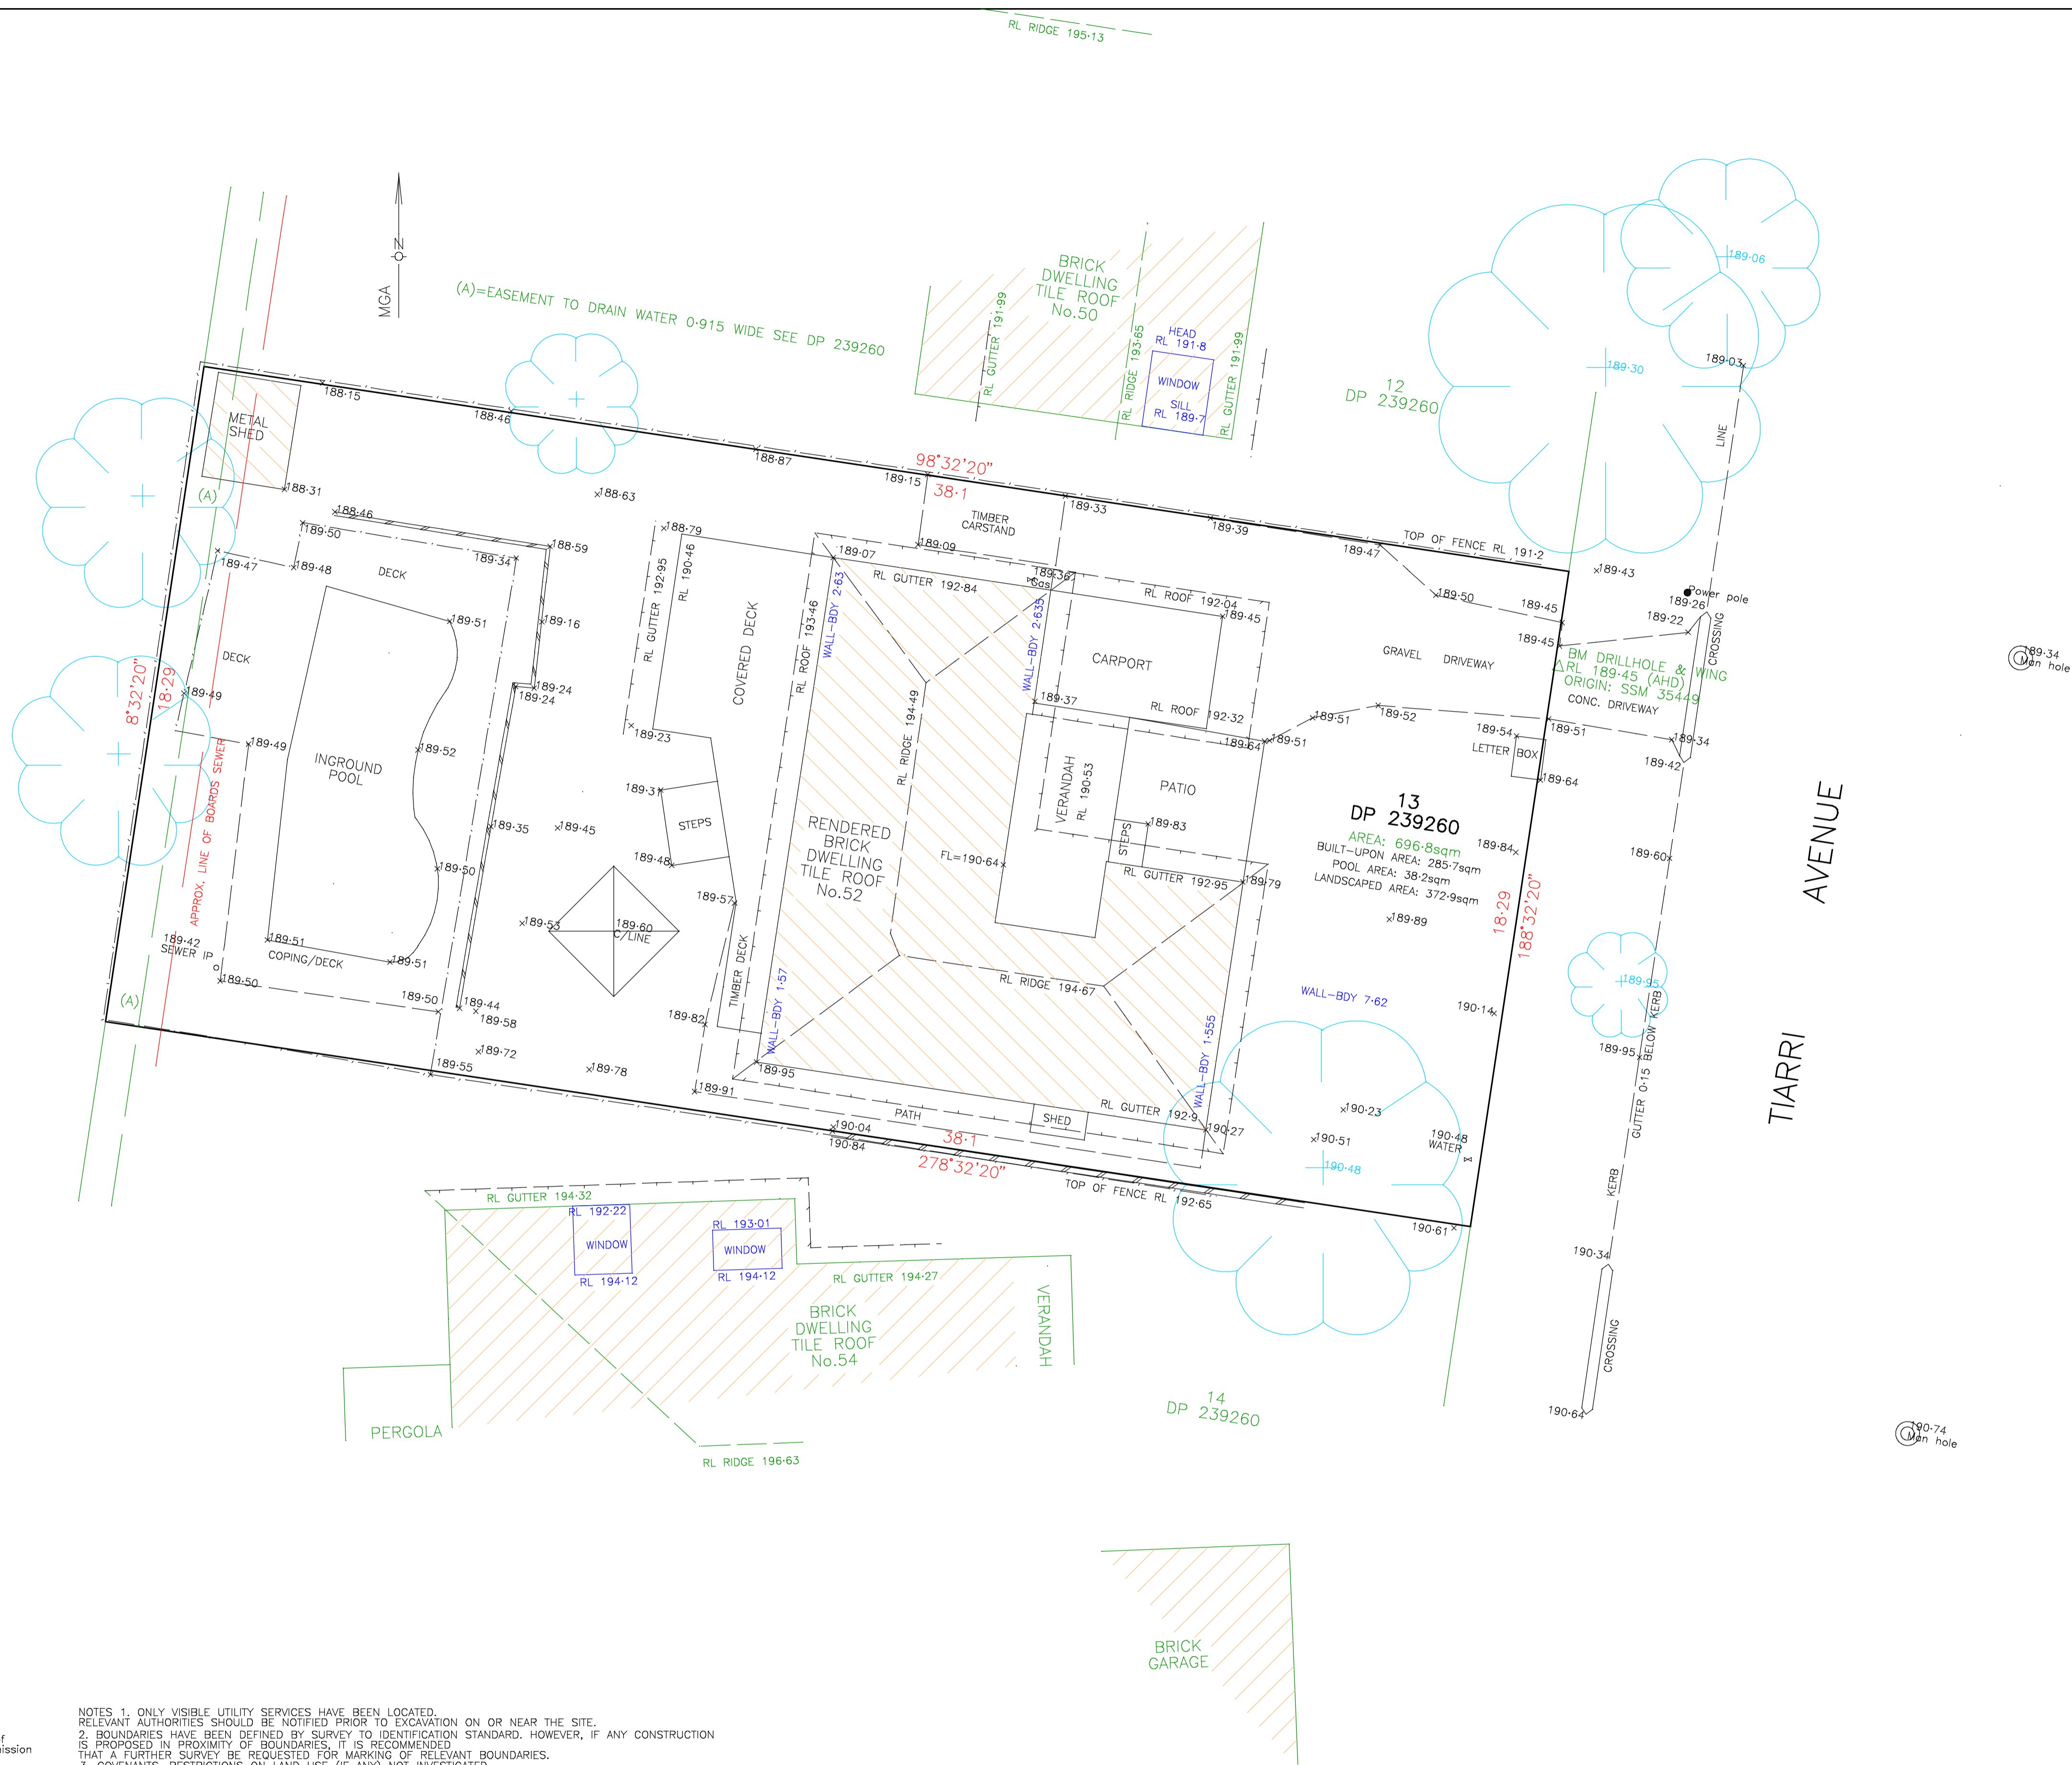 RL RIDGE 195·13
MGA
N
(A)=EASEMENT TO DRAIN WATER 0·915 WIDE SEE DP 239260
BRICK
DWELLING
TILE ROOF
No.50
RL GUTTER 191·99
RL RIDGE 193·65
RL GUTTER 191·99
HEAD
RL 191·8
WINDOW
SILL
RL 189·7
12
DP 239260
189·06
189·30
189·03
LINE
METAL
SHED
188·15
188·46
188·87
98°32'20"
38·1
189·15
189·33
189·39
189·47
TOP OF FENCE RL 191·2
188·31
(A)
188·46
188·63
188·59
188·79
189·50
189·34
189·47
189·48
DECK
DECK
189·51
189·16
189·24
189·24
189·49
189·49
189·52
INGROUND
POOL
8°32'20"
18·29
APPROX. LINE OF BOARDS SEWER
189·35
189·45
189·50
189·53
189·51
189·51
COPING/DECK
189·42
SEWER IP
189·50
189·50
189·44
189·58
189·72
189·55
189·78
(A)
RL GUTTER 192·95
RL 190·46
COVERED DECK
189·23
189·31
STEPS
189·48
189·57
189·60
C/LINE
TIMBER DECK
189·82
189·91
TIMBER
CARSTAND
189·07
189·09
RL GUTTER 192·84
189·36
Gas
RL ROOF 192·04
189·45
RL ROOF 193·46
WALL-BDY 2·63
WALL-BDY 2·635
CARPORT
189·37
RL ROOF 192·32
189·64
189·51
RL RIDGE 194·49
VERANDAH
RL 190·53
PATIO
189·83
STEPS
FL=190·64
RENDERED
BRICK
DWELLING
TILE ROOF
No.52
RL GUTTER 192·95
189·79
RL RIDGE 194·67
WALL-BDY 1·57
WALL-BDY 1·555
WALL-BDY 7·62
189·95
PATH
SHED
RL GUTTER 192·9
190·27
190·04
190·84
38·1
278°32'20"
TOP OF FENCE RL 192·65
189·50
189·45
189·43
189·45
GRAVEL DRIVEWAY
189·51
189·52
Power pole
189·26
189·22
CROSSING
BM DRILLHOLE & WING
RL 189·45 (AHD)
ORIGIN: SSM 35449
CONC. DRIVEWAY
189·34
Man hole
189·54
189·51
LETTER BOX
189·34
189·42
189·64
13
DP 239260
AREA: 696·8sqm
BUILT-UPON AREA: 285·7sqm
POOL AREA: 38·2sqm
LANDSCAPED AREA: 372·9sqm
189·84
189·60
189·89
18·29
188°32'20"
190·14
189·95
189·95
GUTTER 0·15 BELOW KERB
KERB
190·23
190·51
190·48
190·48
WATER
190·61
190·34
CROSSING
190·64
TIARRI AVENUE
190·74
Man hole
RL GUTTER 194·32
RL 192·22
WINDOW
RL 194·12
RL 193·01
WINDOW
RL 194·12
RL GUTTER 194·27
VERANDAH
BRICK
DWELLING
TILE ROOF
No.54
PERGOLA
RL RIDGE 196·63
14
DP 239260
BRICK
GARAGE
NOTES 1. ONLY VISIBLE UTILITY SERVICES HAVE BEEN LOCATED.
RELEVANT AUTHORITIES SHOULD BE NOTIFIED PRIOR TO EXCAVATION ON OR NEAR THE SITE.
2. BOUNDARIES HAVE BEEN DEFINED BY SURVEY TO IDENTIFICATION STANDARD. HOWEVER, IF ANY CONSTRUCTION
IS PROPOSED IN PROXIMITY OF BOUNDARIES, IT IS RECOMMENDED
THAT A FURTHER SURVEY BE REQUESTED FOR MARKING OF RELEVANT BOUNDARIES.
3. COVENANTS, RESTRICTIONS ON LAND USE (IF ANY) NOT INVESTIGATED